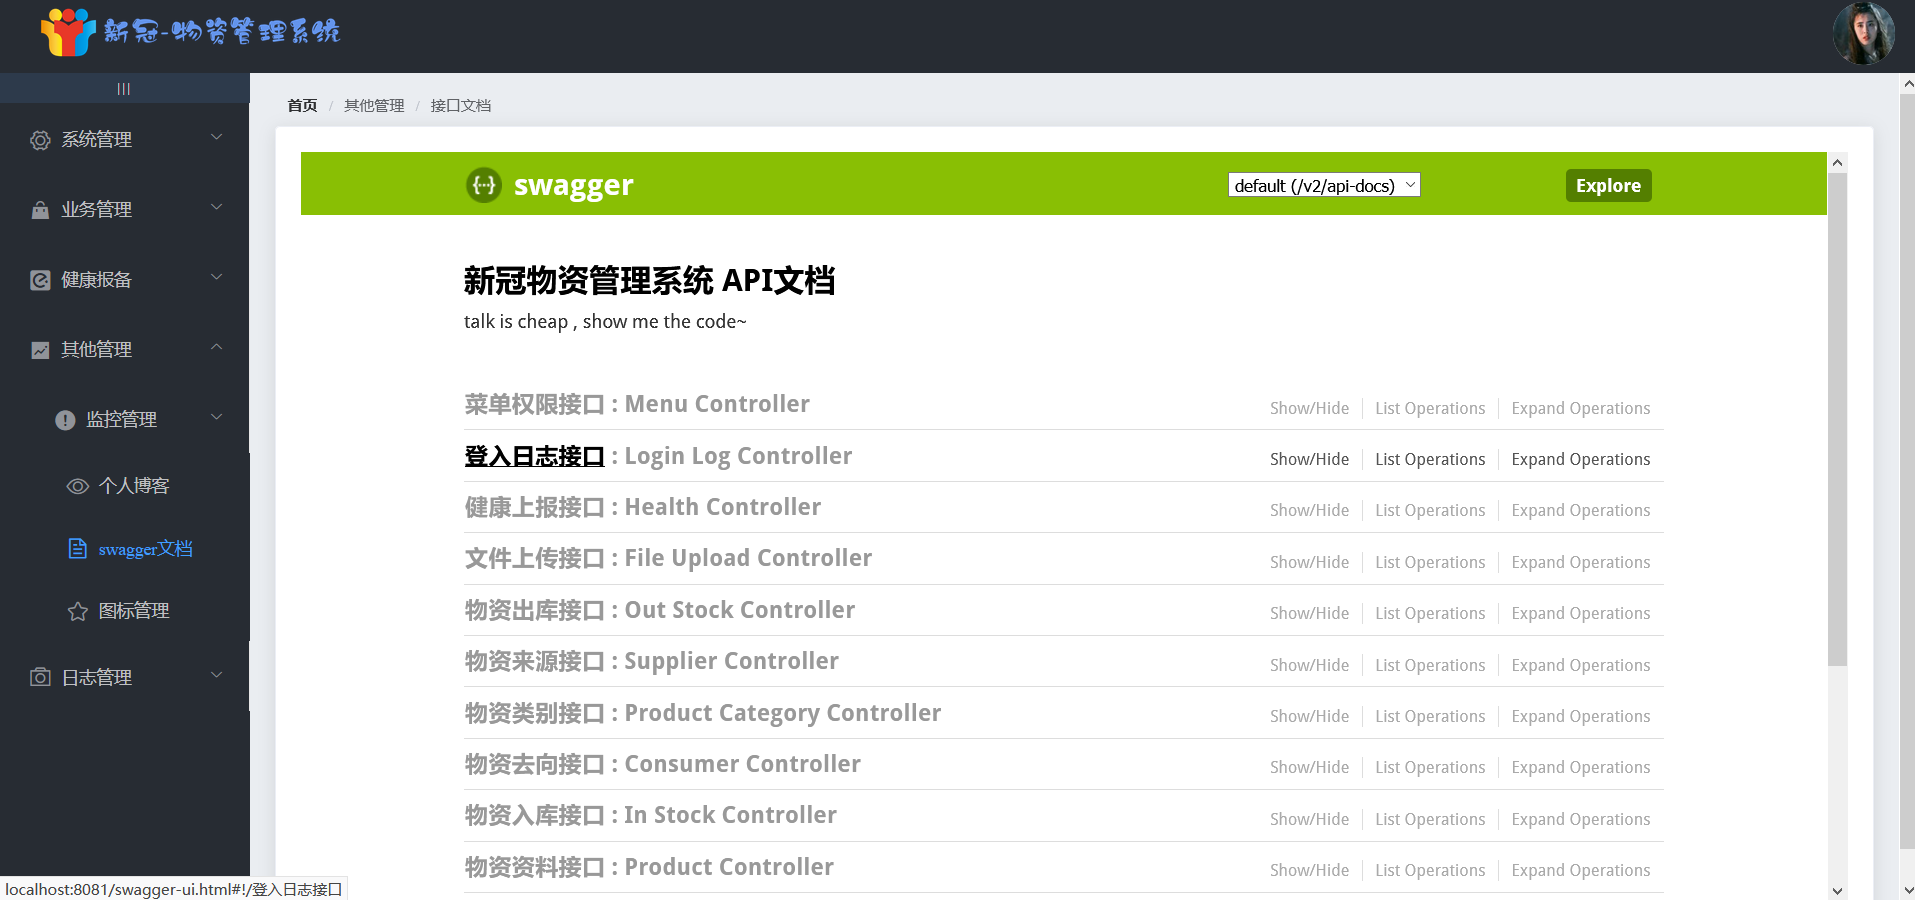 新冠-物资管理系统
首页 / 其他管理 / 接口文档
系统管理
业务管理
健康报备
其他管理
监控管理
个人博客
swagger文档
图标管理
日志管理
swagger
default (/v2/api-docs)
Explore
新冠物资管理系统 API文档
talk is cheap , show me the code~
菜单权限接口 : Menu Controller Show/Hide List Operations Expand Operations
登入日志接口 : Login Log Controller Show/Hide List Operations Expand Operations
健康上报接口 : Health Controller Show/Hide List Operations Expand Operations
文件上传接口 : File Upload Controller Show/Hide List Operations Expand Operations
物资出库接口 : Out Stock Controller Show/Hide List Operations Expand Operations
物资来源接口 : Supplier Controller Show/Hide List Operations Expand Operations
物资类别接口 : Product Category Controller Show/Hide List Operations Expand Operations
物资去向接口 : Consumer Controller Show/Hide List Operations Expand Operations
物资入库接口 : In Stock Controller Show/Hide List Operations Expand Operations
物资资料接口 : Product Controller Show/Hide List Operations Expand Operations
localhost:8081/swagger-ui.html#!/登入日志接口